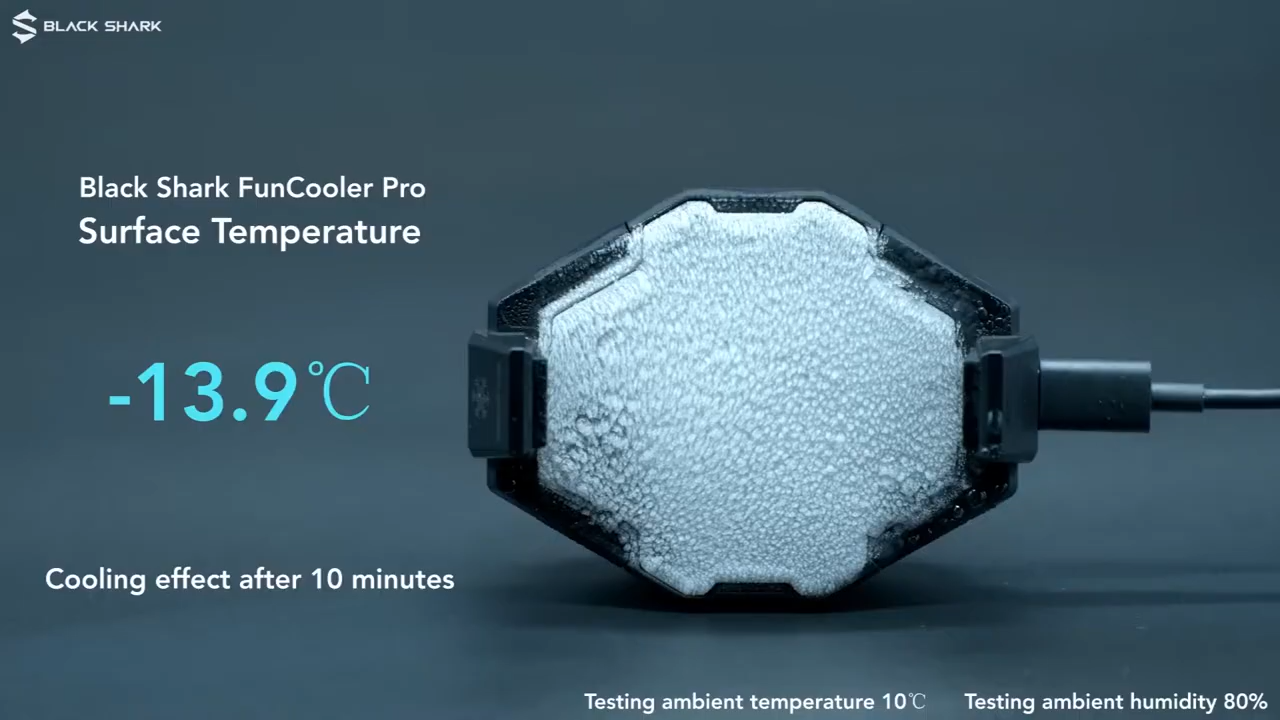 BLACK SHARK
Black Shark FunCooler Pro
Surface Temperature
-13.9℃
Cooling effect after 10 minutes
Testing ambient temperature 10℃ Testing ambient humidity 80%